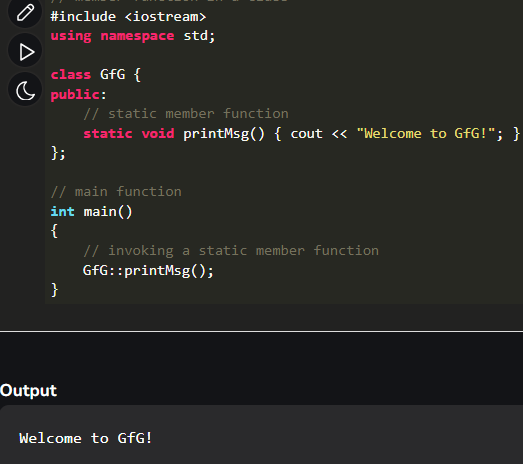 #include <iostream>
using namespace std;
class GfG {
public:
// static member function
static void printMsg() { cout << "Welcome to GfG!"; }
};
// main function
int main()
{
// invoking a static member function
GfG::printMsg();
}
Output
Welcome to GfG!